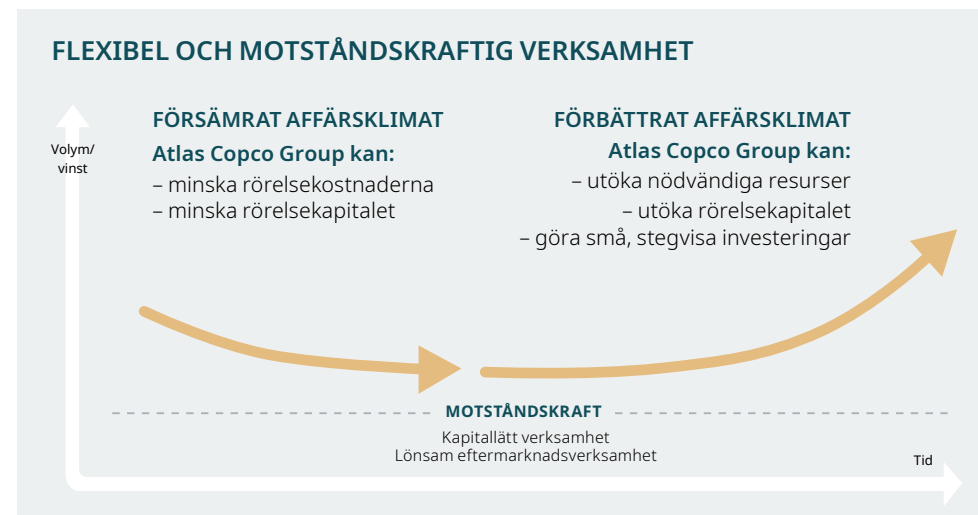 FLEXIBEL OCH MOTSTÅNDSKRAFTIG VERKSAMHET
Volym/
vinst
FÖRSÄMRAT AFFÄRSKLIMAT
Atlas Copco Group kan:
– minska rörelsekostnaderna
– minska rörelsekapitalet
FÖRBÄTTRAT AFFÄRSKLIMAT
Atlas Copco Group kan:
– utöka nödvändiga resurser
– utöka rörelsekapitalet
– göra små, stegvisa investeringar
MOTSTÅNDSKRAFT
Kapitallätt verksamhet
Lönsam eftermarknadsverksamhet
Tid